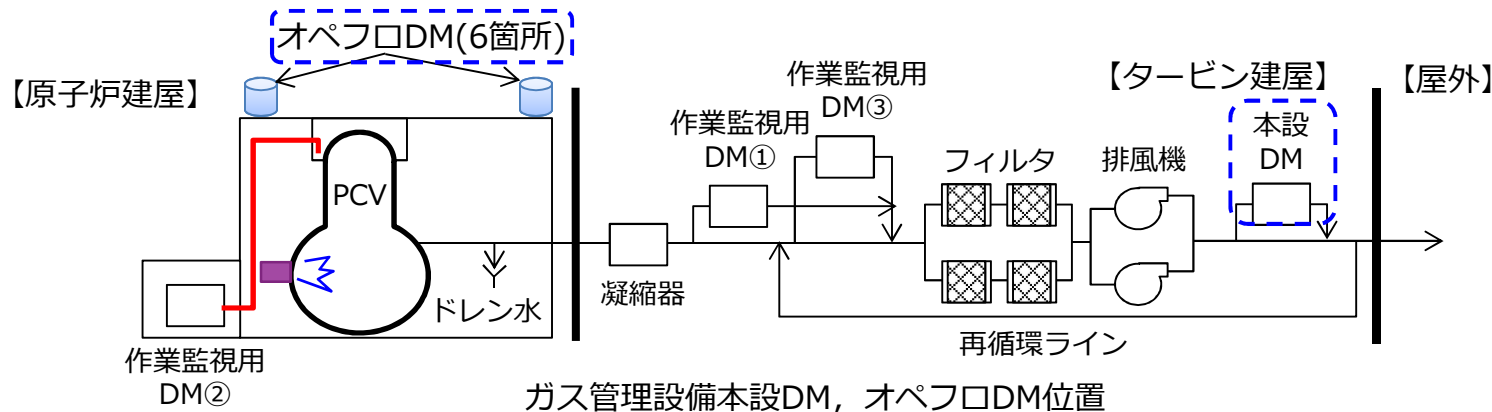 オペフロDM(6箇所)
【原子炉建屋】
作業監視用
DM③
【タービン建屋】
【屋外】
作業監視用
DM①
本設
DM
フィルタ
排風機
PCV
凝縮器
ドレン水
再循環ライン
作業監視用
DM②
ガス管理設備本設DM，オペフロDM位置